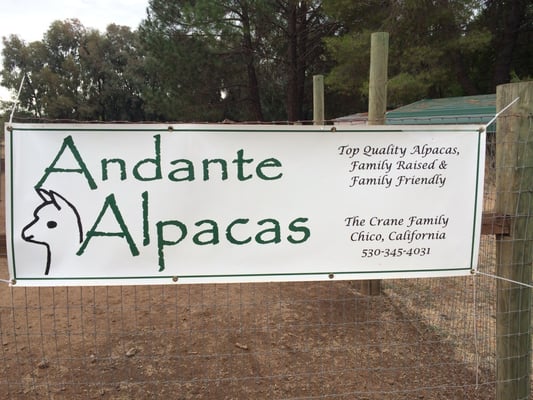 Andante
Alpacas
Top Quality Alpacas,
Family Raised &
Family Friendly
The Crane Family
Chico, California
530-345-4031